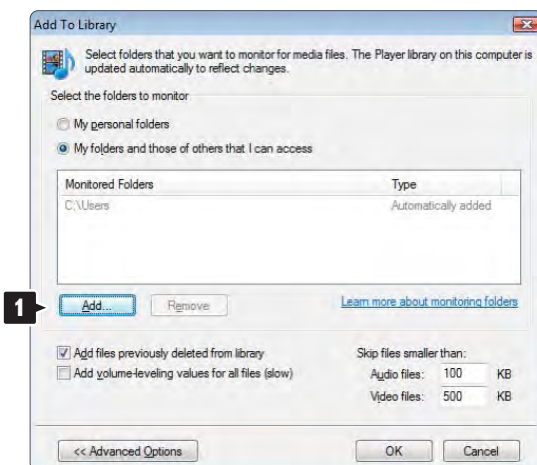 Add To Library
Select folders that you want to monitor for media files. The Player library on this computer is
updated automatically to reflect changes.
Select the folders to monitor
My personal folders
My folders and those of others that I can access
Monitored Folders Type
C:\Users Automatically added
1
Add... Remove Learn more about monitoring folders
Add files previously deleted from library Skip files smaller than:
Add volume-leveling values for all files (slow) Audio files: 100 KB
Video files: 500 KB
<< Advanced Options OK Cancel